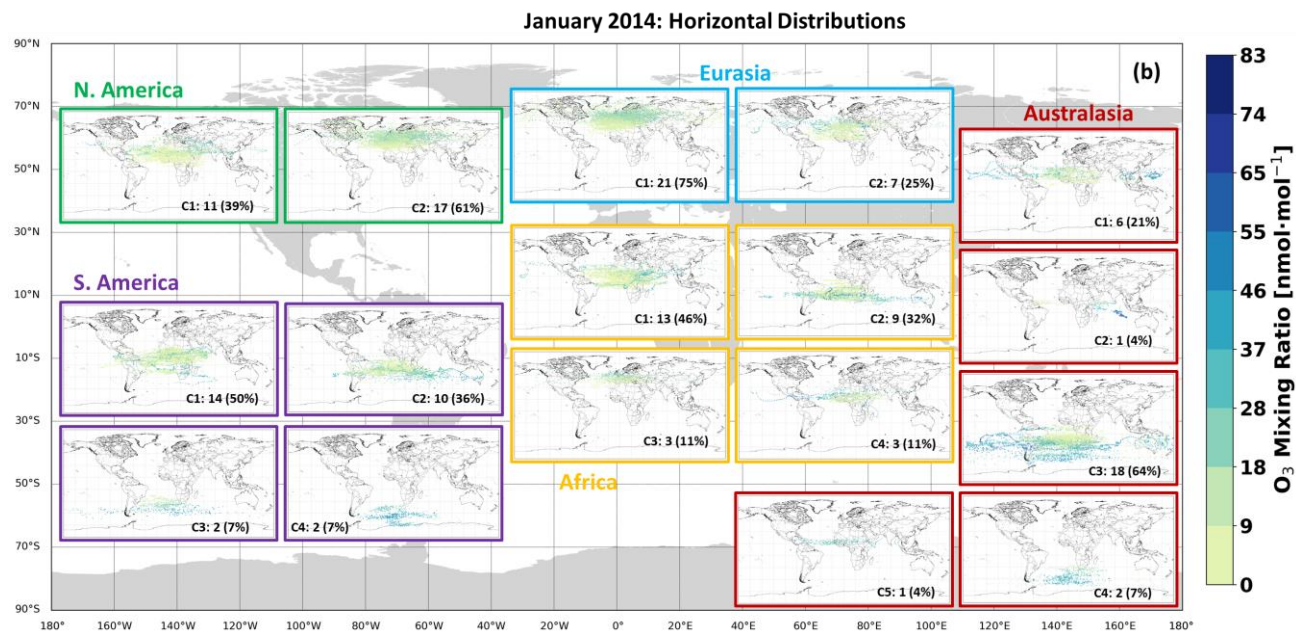 January 2014: Horizontal Distributions
90°N
70°N
50°N
30°N
10°N
10°S
30°S
50°S
70°S
90°S
(b)
N. America
C1: 11 (39%)
C2: 17 (61%)
Eurasia
C1: 21 (75%)
C2: 7 (25%)
Australasia
C1: 6 (21%)
C2: 1 (4%)
C3: 18 (64%)
C5: 1 (4%)
C4: 2 (7%)
S. America
C1: 14 (50%)
C2: 10 (36%)
C3: 2 (7%)
C4: 2 (7%)
C1: 13 (46%)
C2: 9 (32%)
C3: 3 (11%)
C4: 3 (11%)
Africa
180° 160°W 140°W 120°W 100°W 80°W 60°W 40°W 20°W 0° 20°E 40°E 60°E 80°E 100°E 120°E 140°E 160°E 180°
83
74
65
55
46
37
28
18
9
0
O₃ Mixing Ratio [nmol·mol⁻¹]